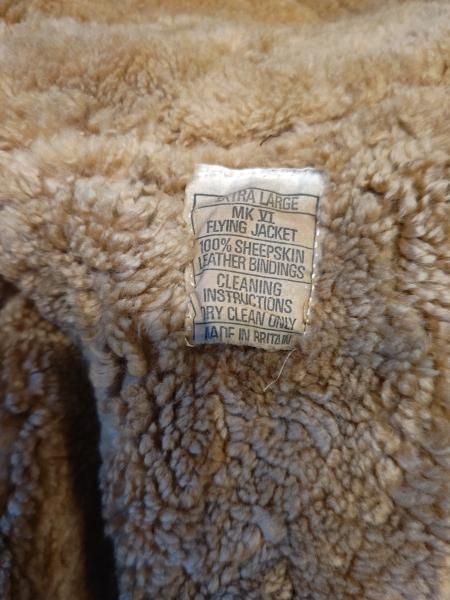 EXTRA LARGE
MK VI
FLYING JACKET
100% SHEEPSKIN
LEATHER BINDINGS
CLEANING
INSTRUCTIONS
DRY CLEAN ONLY
MADE IN BRITAIN